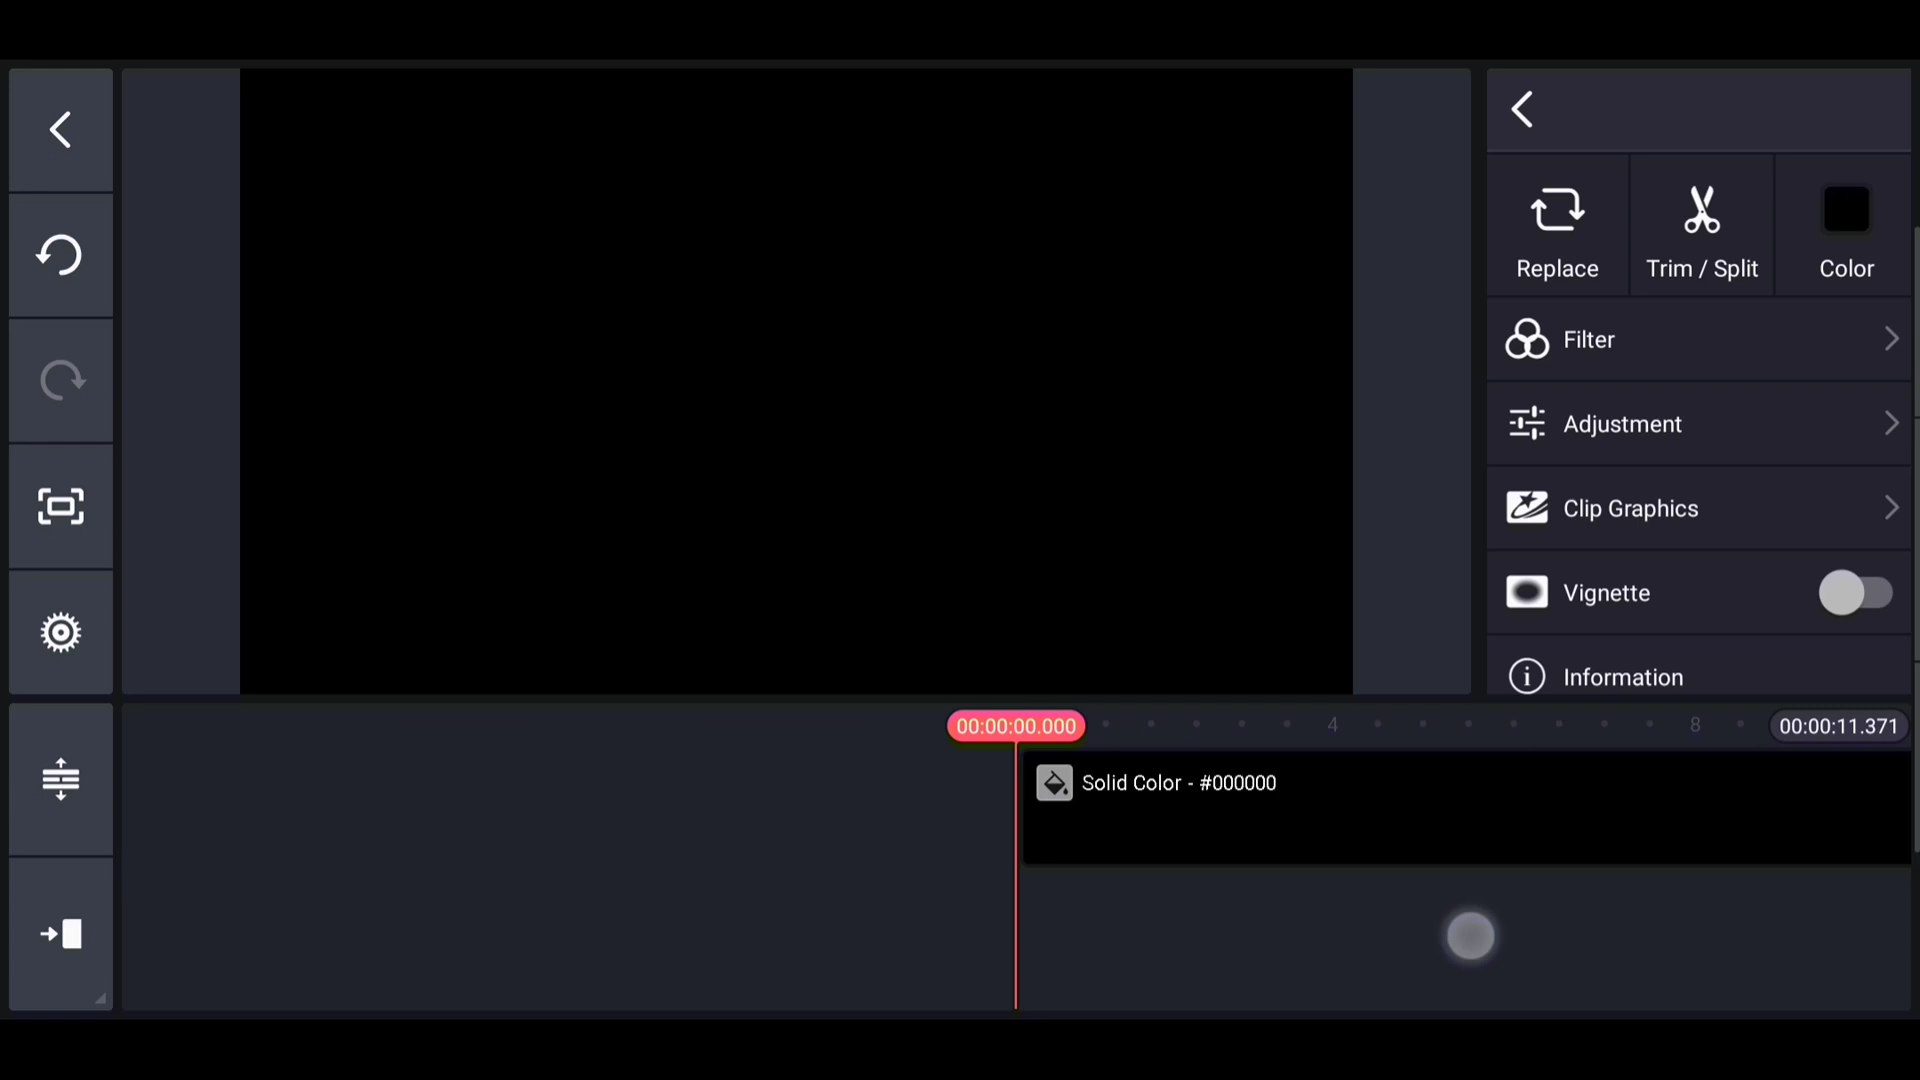 Replace
Trim / Split
Color
Filter
Adjustment
Clip Graphics
Vignette
Information
00:00:00.000
4
8
00:00:11.371
Solid Color - #000000